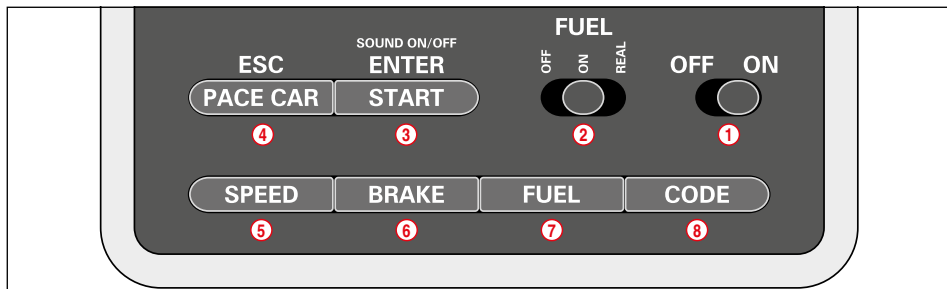 FUEL
SOUND ON/OFF
ESC ENTER OFF ON REAL OFF ON
PACE CAR START
4 3 2 1
SPEED BRAKE FUEL CODE
5 6 7 8